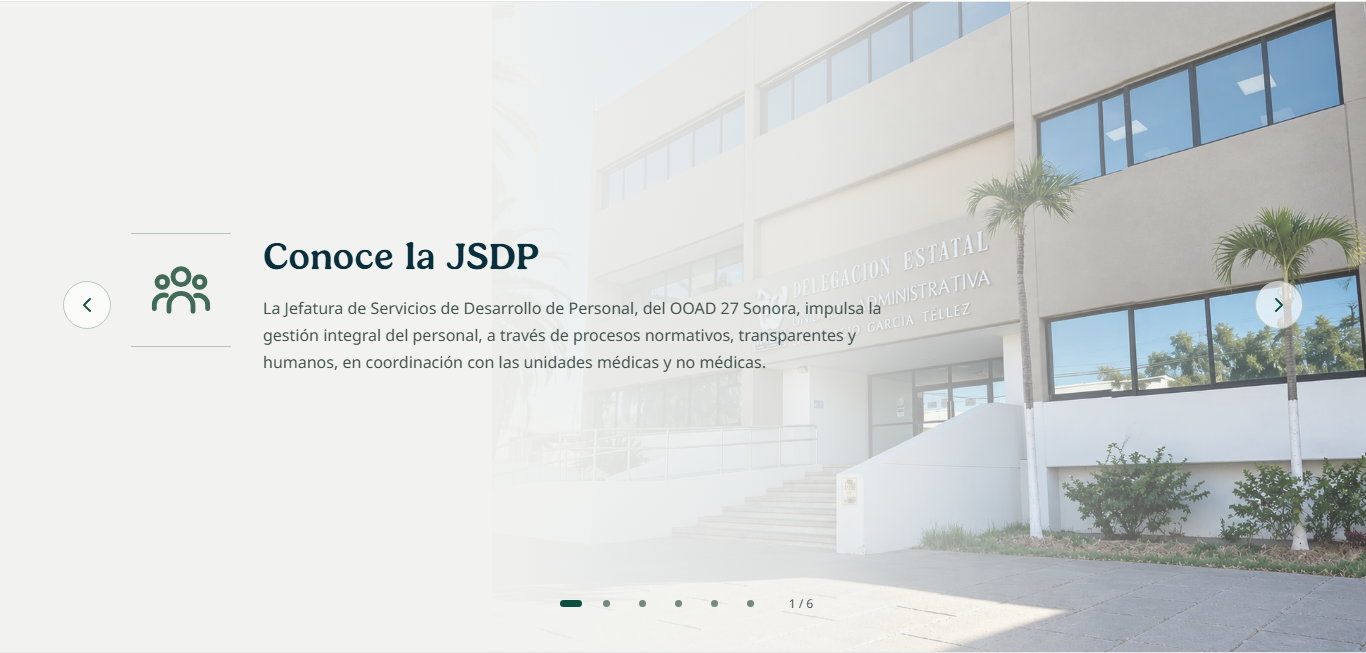 Conoce la JSDP
La Jefatura de Servicios de Desarrollo de Personal, del OOAD 27 Sonora, impulsa la
gestión integral del personal, a través de procesos normativos, transparentes y
humanos, en coordinación con las unidades médicas y no médicas.
DELEGACION ESTATAL
ADMINISTRATIVA
GARCIA TELLEZ
1 / 6